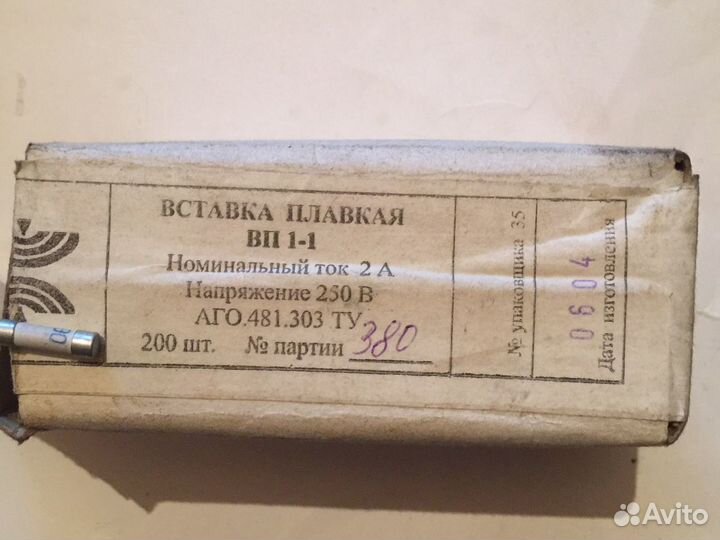 ВСТАВКА ПЛАВКАЯ
ВП 1-1
Номинальный ток 2 А
Напряжение 250 В
АГО.481.303 ТУ
200 шт. № партии 380
№ упаковщика 35
0604
Дата изготовления
Avito